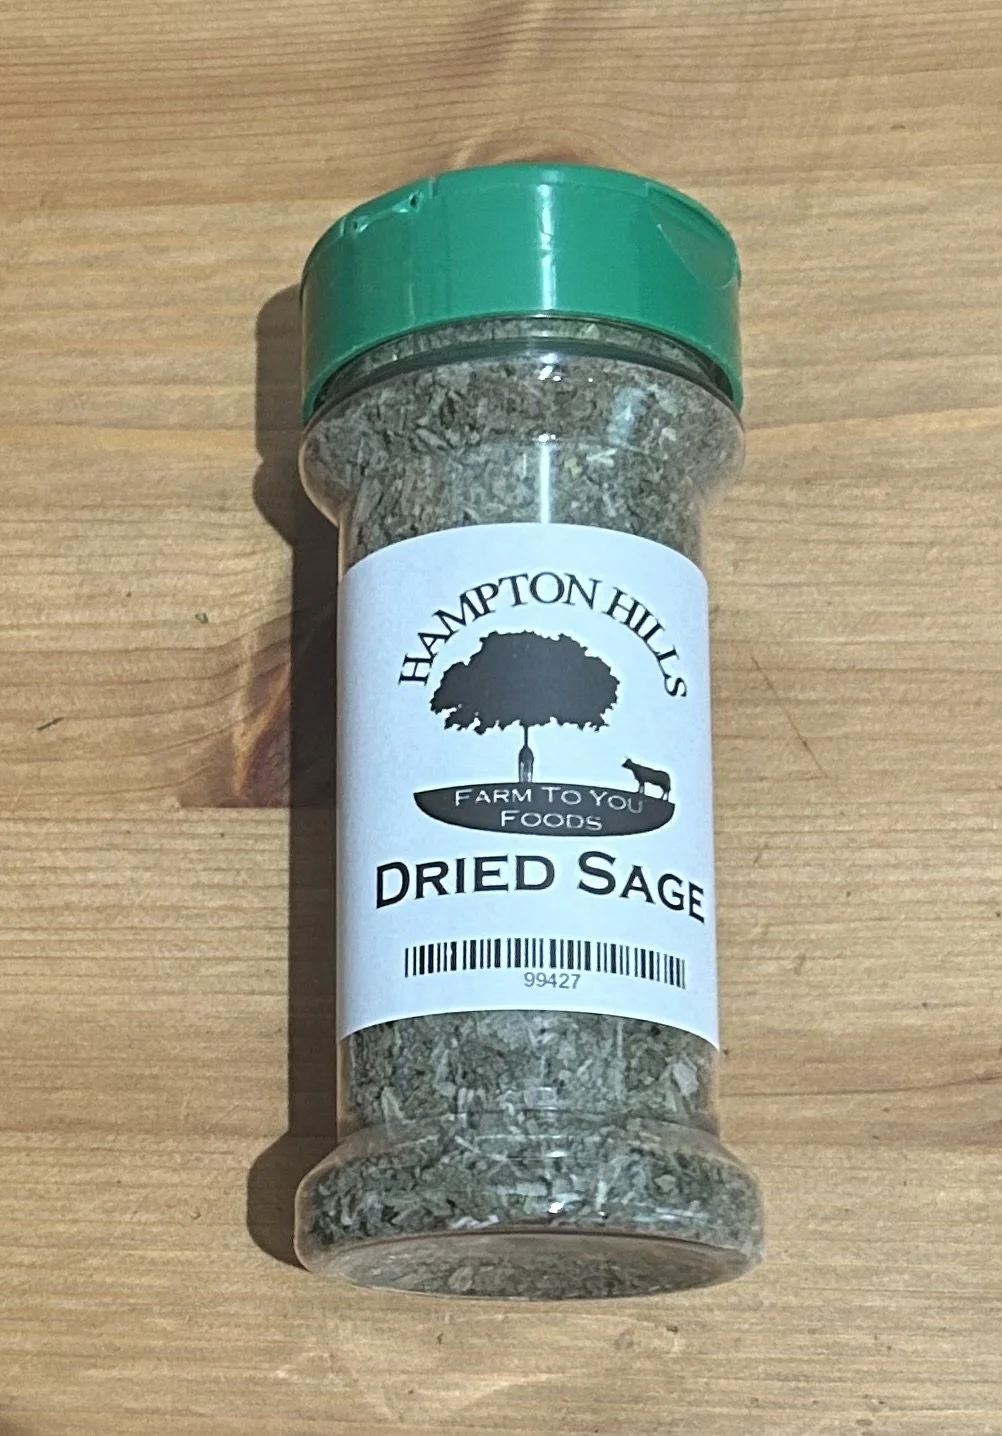 HAMPTON HILLS
FARM TO YOU
FOODS
DRIED SAGE
99427